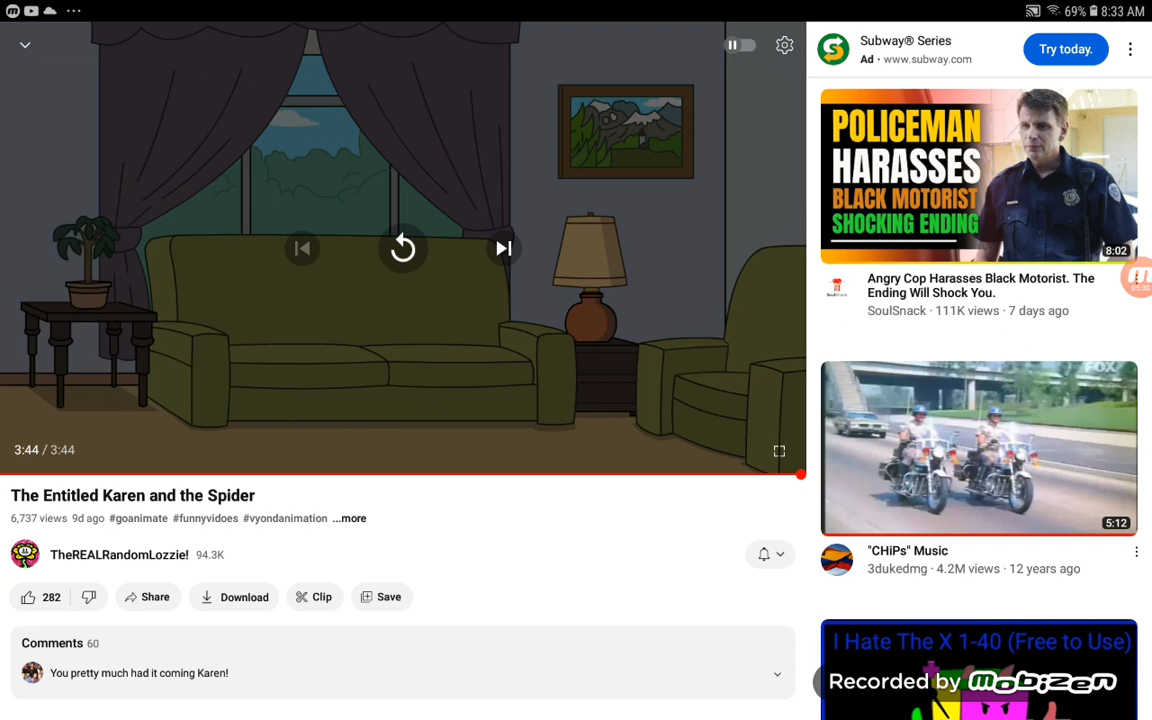 69% 8:33 AM
3:44 / 3:44
The Entitled Karen and the Spider
6,737 views 9d ago #goanimate #funnyvidoes #vyondanimation ...more
TheREALRandomLozzie! 94.3K
282 Share Download Clip Save
Comments 60
You pretty much had it coming Karen!
Subway® Series
Ad · www.subway.com
Try today.
POLICEMAN
HARASSES
BLACK MOTORIST
SHOCKING ENDING
8:02
Angry Cop Harasses Black Motorist. The
Ending Will Shock You.
SoulSnack · 111K views · 7 days ago
SoulSnack
05:30
FOX
5:12
"CHiPs" Music
3dukedmg · 4.2M views · 12 years ago
I Hate The X 1-40 (Free to Use)
Recorded by mobizen